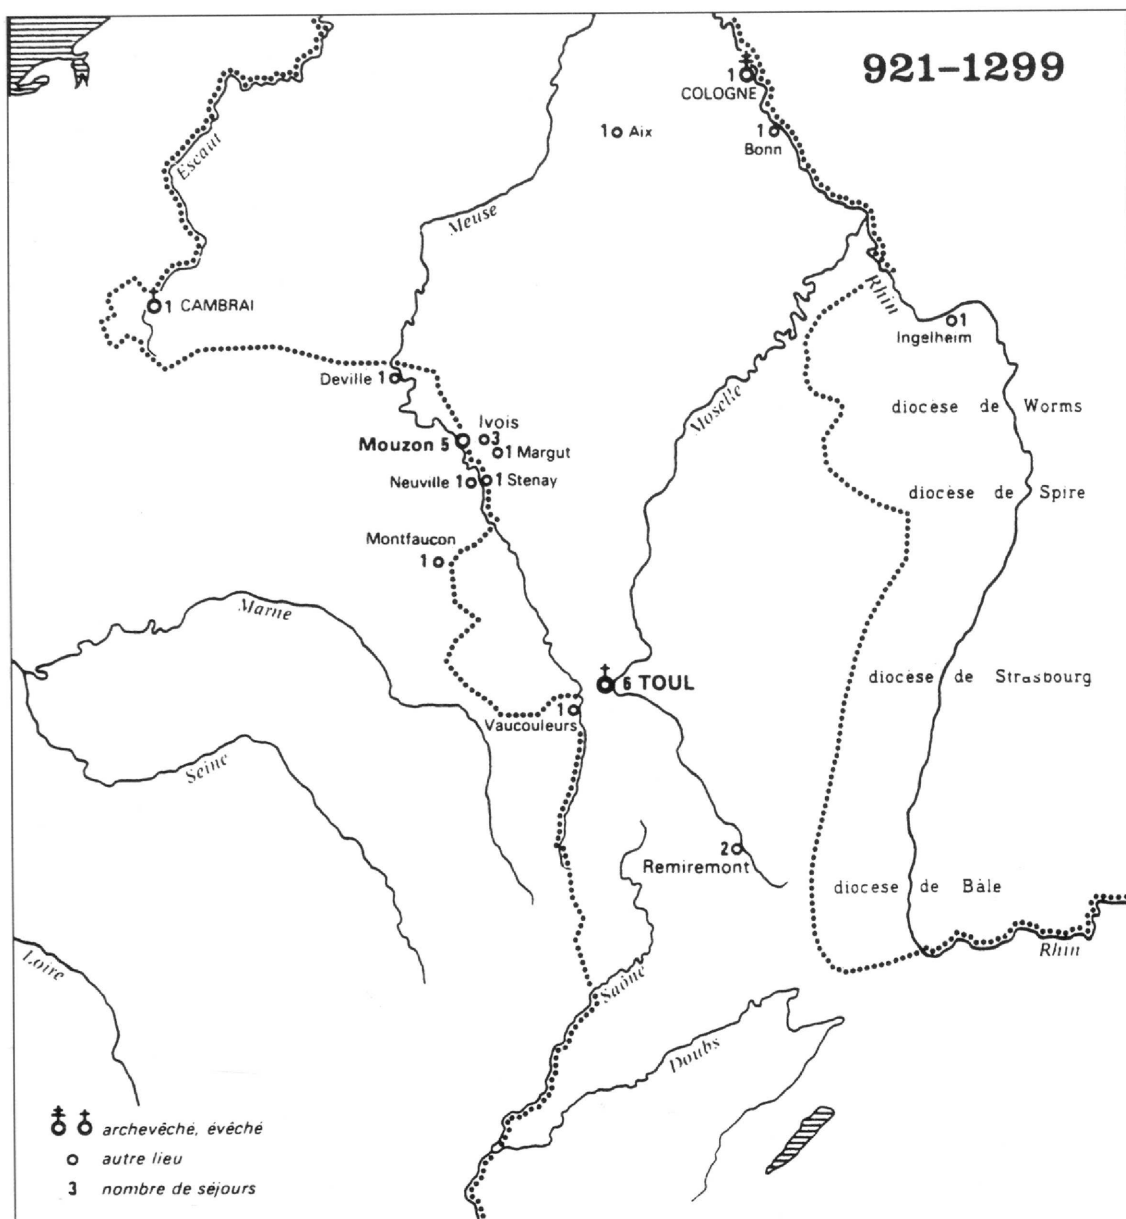 921–1299
1
COLOGNE
1 Aix
1
Bonn
Escaut
Meuse
1 CAMBRAI
Rhin
1
Ingelheim
Deville 1
Moselle
diocèse de Worms
Ivois
3
Mouzon 5
1 Margut
Neuville 1
1 Stenay
diocèse de Spire
Montfaucon
1
Marne
6 TOUL
diocèse de Strasbourg
1
Vaucouleurs
Seine
2
Remiremont
diocese de Bâle
Loire
Saône
Rhin
Doubs
archevêché, évêché
autre lieu
3 nombre de séjours